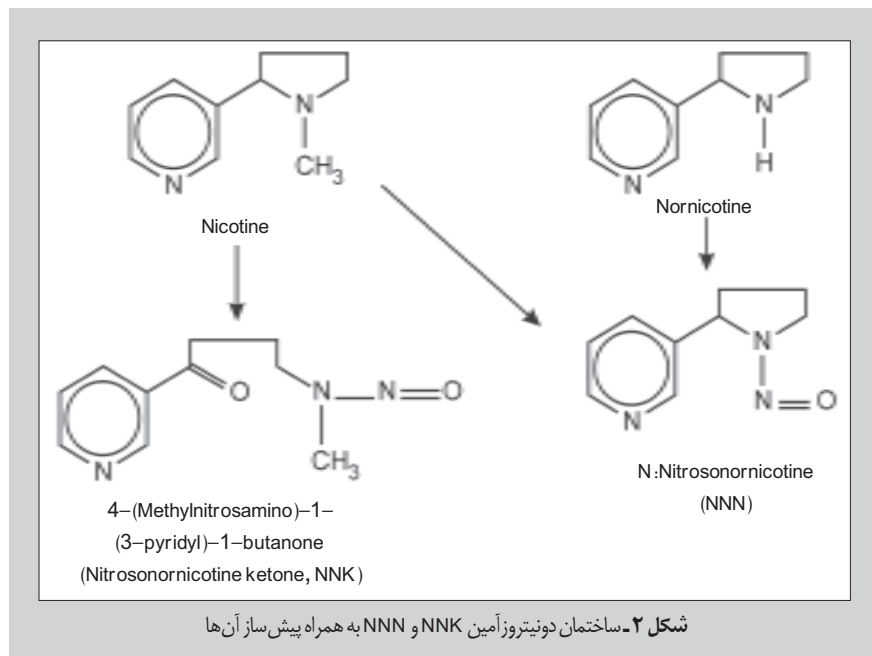 N
N
CH3
Nicotine
N
N
H
Nornicotine
N
O
N
N
O
CH3
4–(Methylnitrosamino)–1–
(3–pyridyl)–1–butanone
(Nitrosonornicotine ketone, NNK)
N
N
N
O
N:Nitrosonornicotine
(NNN)
شکل ۲ـ ساختمان دونیتروزآمین NNK و NNN به همراه پیش‌ساز آن‌ها